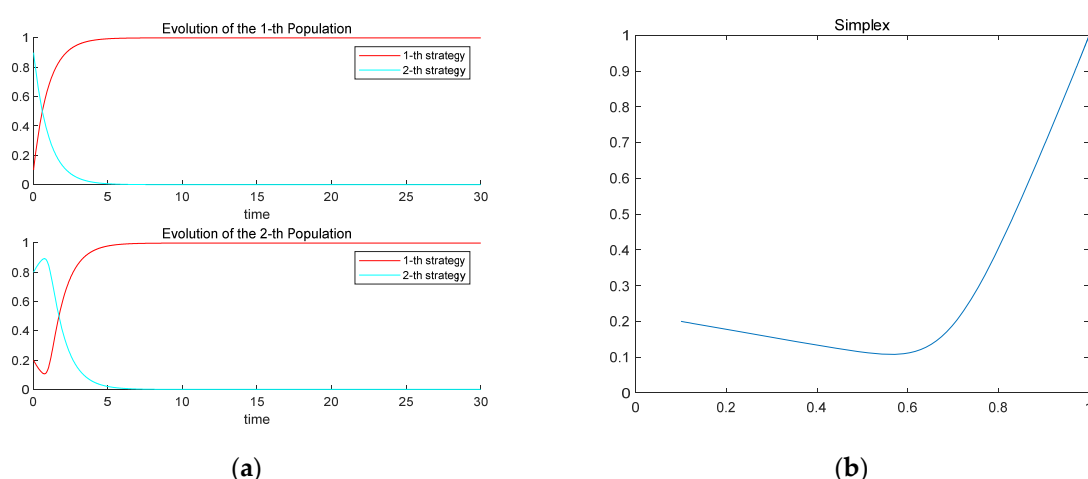 Evolution of the 1-th Population
1
0.8
0.6
0.4
0.2
0
1-th strategy
2-th strategy
0 5 10 15 20 25 30
time
Evolution of the 2-th Population
1
0.8
0.6
0.4
0.2
0
1-th strategy
2-th strategy
0 5 10 15 20 25 30
time
(a)
Simplex
1
0.9
0.8
0.7
0.6
0.5
0.4
0.3
0.2
0.1
0
0 0.2 0.4 0.6 0.8 1
(b)